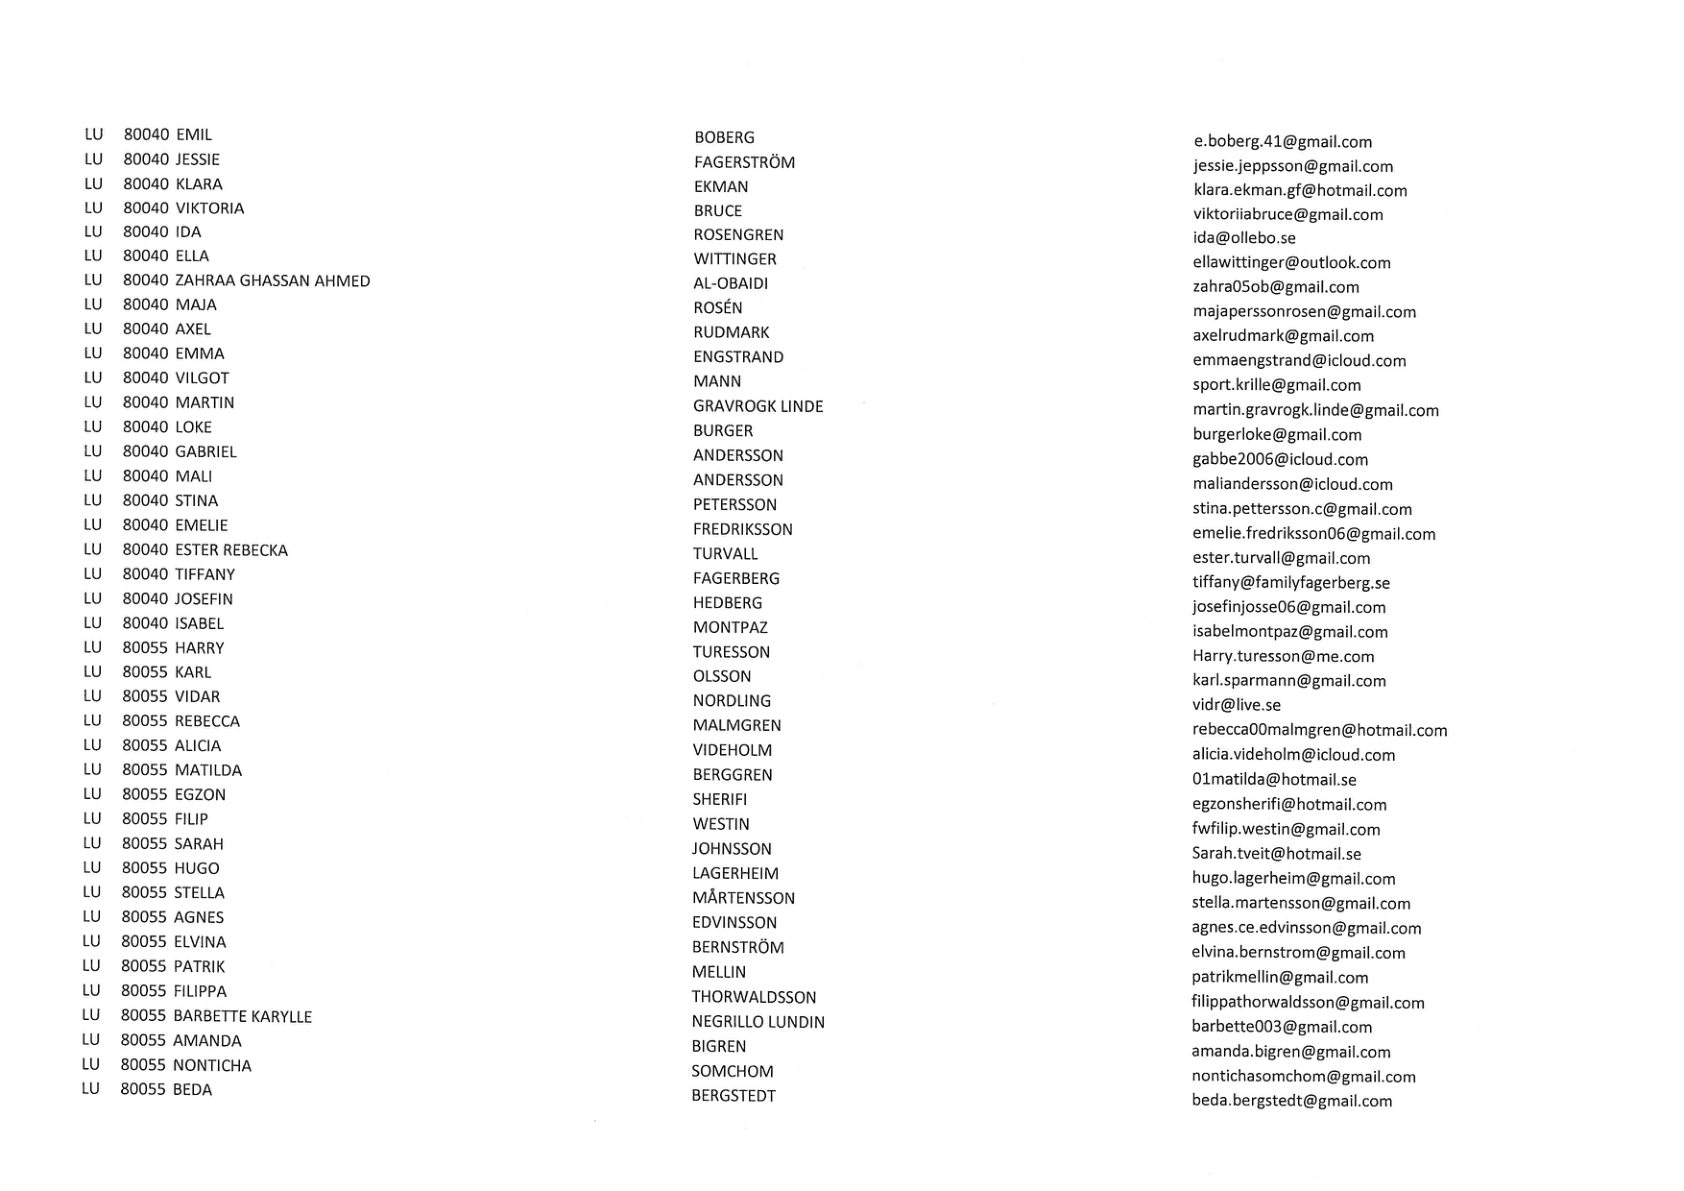 LU 80040 EMIL BOBERG e.boberg.41@gmail.com
LU 80040 JESSIE FAGERSTRÖM jessie.jeppsson@gmail.com
LU 80040 KLARA EKMAN klara.ekman.gf@hotmail.com
LU 80040 VIKTORIA BRUCE viktoriiabruce@gmail.com
LU 80040 IDA ROSENGREN ida@ollebo.se
LU 80040 ELLA WITTINGER ellawittinger@outlook.com
LU 80040 ZAHRAA GHASSAN AHMED AL-OBAIDI zahra05ob@gmail.com
LU 80040 MAJA ROSÉN majaperssonrosen@gmail.com
LU 80040 AXEL RUDMARK axelrudmark@gmail.com
LU 80040 EMMA ENGSTRAND emmaengstrand@icloud.com
LU 80040 VILGOT MANN sport.krille@gmail.com
LU 80040 MARTIN GRAVROGK LINDE martin.gravrogk.linde@gmail.com
LU 80040 LOKE BURGER burgerloke@gmail.com
LU 80040 GABRIEL ANDERSSON gabbe2006@icloud.com
LU 80040 MALI ANDERSSON maliandersson@icloud.com
LU 80040 STINA PETERSSON stina.pettersson.c@gmail.com
LU 80040 EMELIE FREDRIKSSON emelie.fredriksson06@gmail.com
LU 80040 ESTER REBECKA TURVALL ester.turvall@gmail.com
LU 80040 TIFFANY FAGERBERG tiffany@familyfagerberg.se
LU 80040 JOSEFIN HEDBERG josefinjosse06@gmail.com
LU 80040 ISABEL MONTPAZ isabelmontpaz@gmail.com
LU 80055 HARRY TURESSON Harry.turesson@me.com
LU 80055 KARL OLSSON karl.sparmann@gmail.com
LU 80055 VIDAR NORDLING vidr@live.se
LU 80055 REBECCA MALMGREN rebecca00malmgren@hotmail.com
LU 80055 ALICIA VIDEHOLM alicia.videholm@icloud.com
LU 80055 MATILDA BERGGREN 01matilda@hotmail.se
LU 80055 EGZON SHERIFI egzonsherifi@hotmail.com
LU 80055 FILIP WESTIN fwfilip.westin@gmail.com
LU 80055 SARAH JOHNSSON Sarah.tveit@hotmail.se
LU 80055 HUGO LAGERHEIM hugo.lagerheim@gmail.com
LU 80055 STELLA MÅRTENSSON stella.martensson@gmail.com
LU 80055 AGNES EDVINSSON agnes.ce.edvinsson@gmail.com
LU 80055 ELVINA BERNSTRÖM elvina.bernstrom@gmail.com
LU 80055 PATRIK MELLIN patrikmellin@gmail.com
LU 80055 FILIPPA THORWALDSSON filippathorwaldsson@gmail.com
LU 80055 BARBETTE KARYLLE NEGRILLO LUNDIN barbette003@gmail.com
LU 80055 AMANDA BIGREN amanda.bigren@gmail.com
LU 80055 NONTICHA SOMCHOM nontichasomchom@gmail.com
LU 80055 BEDA BERGSTEDT beda.bergstedt@gmail.com